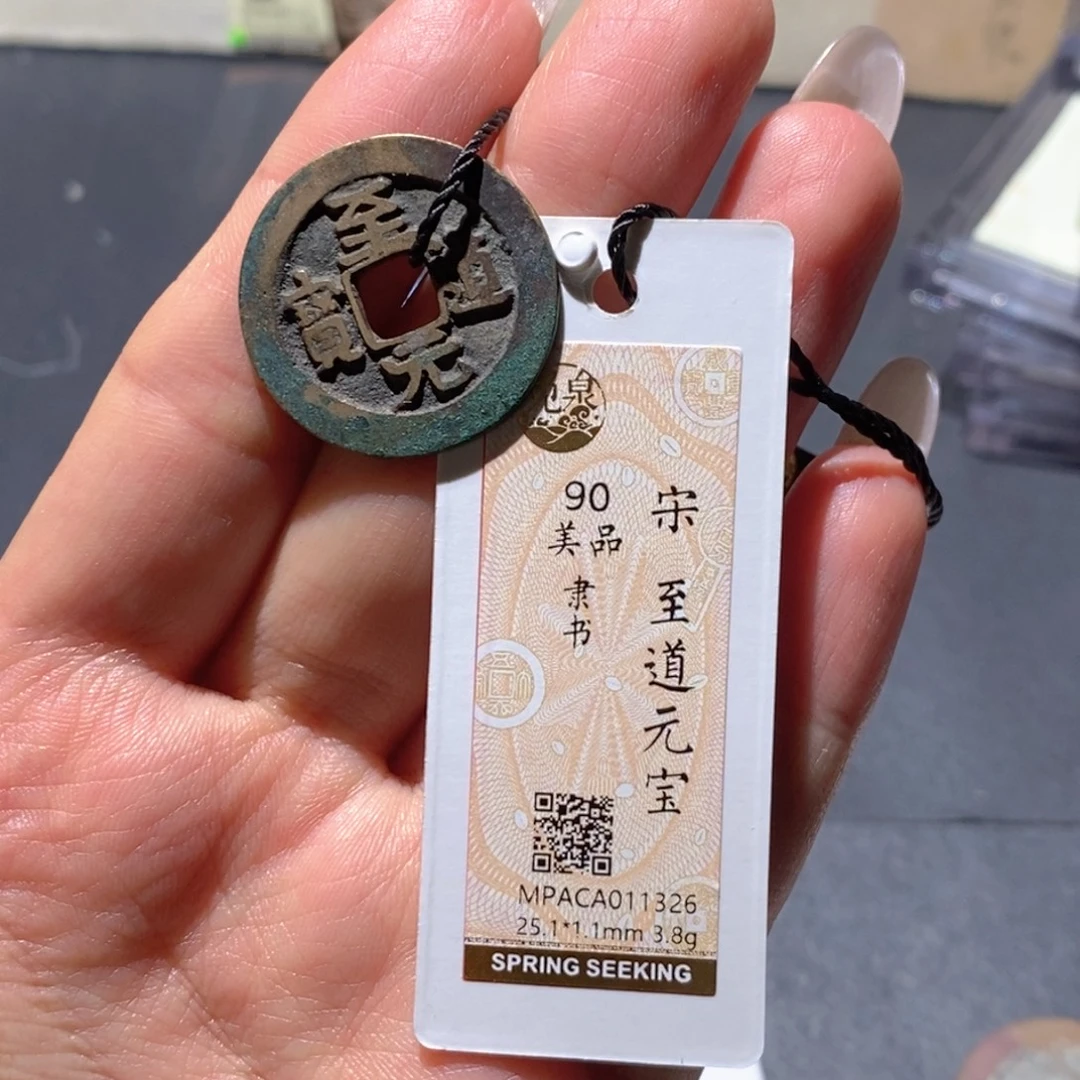 至道元寶
泉
宋 至道元宝
90
美品
隶书
MPACA011326
25.1*1.1mm 3.8g
SPRING SEEKING